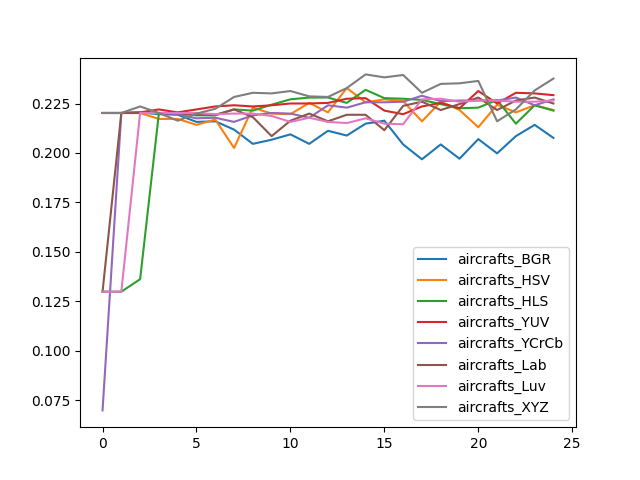 0.225
0.200
0.175
0.150
0.125
0.100
0.075
0
5
10
15
20
25
aircrafts_BGR
aircrafts_HSV
aircrafts_HLS
aircrafts_YUV
aircrafts_YCrCb
aircrafts_Lab
aircrafts_Luv
aircrafts_XYZ